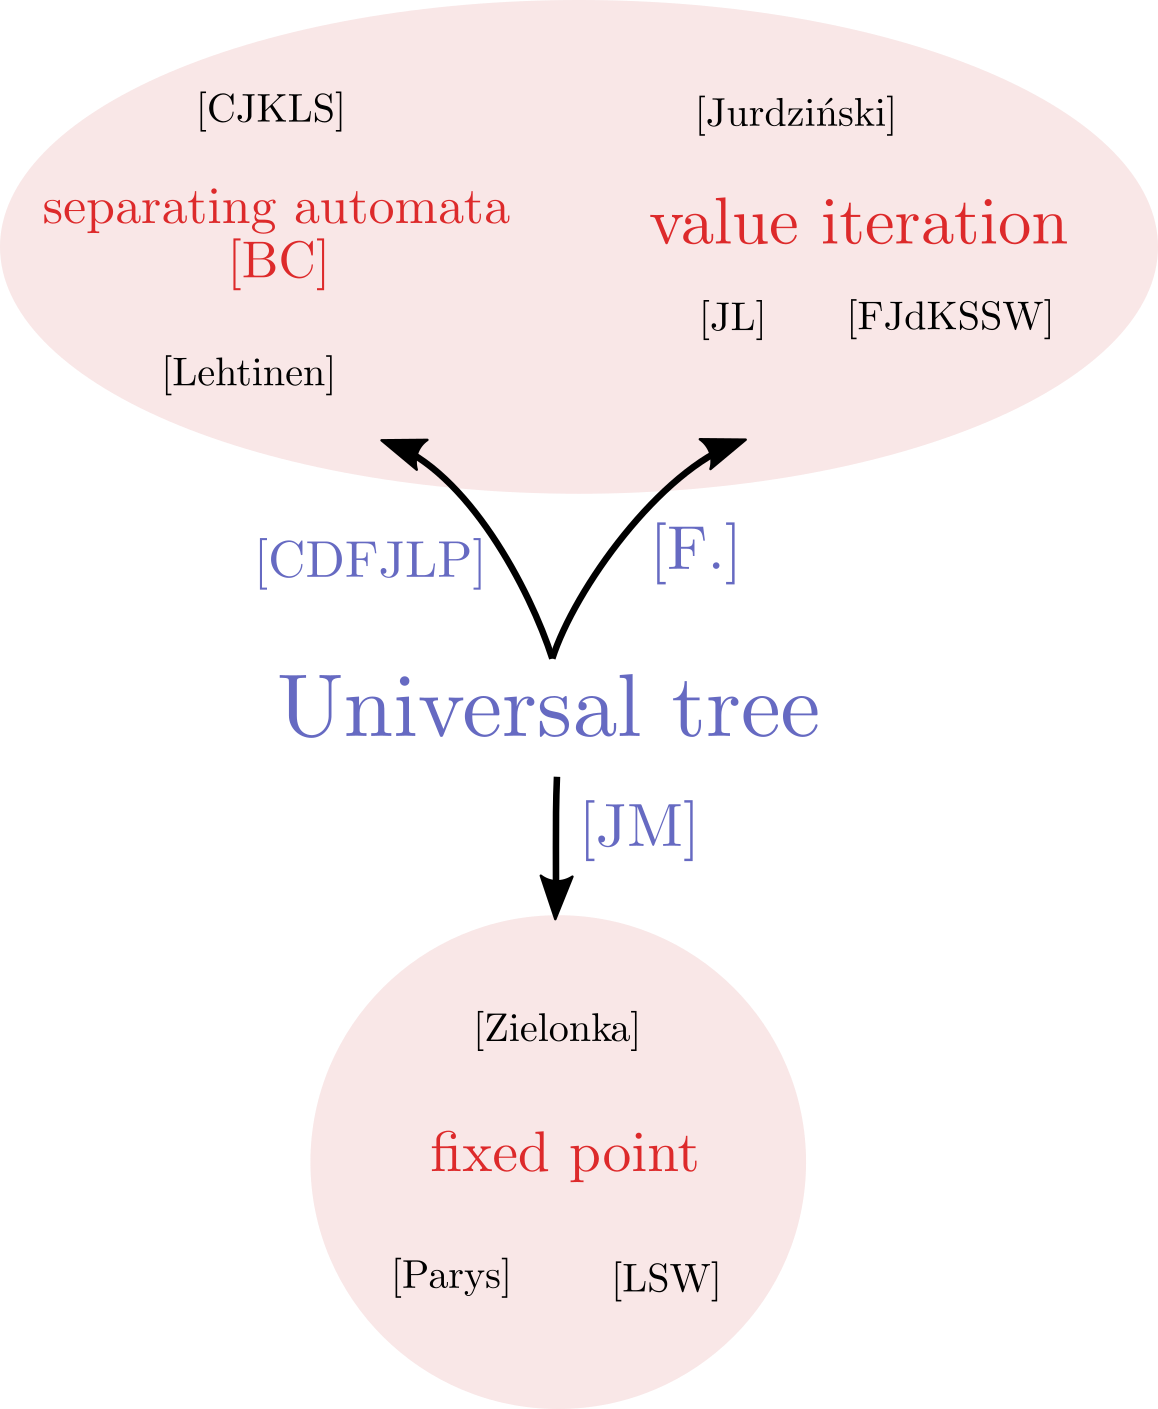 [CJKLS]
[Jurdziński]
separating automata
[BC]
value iteration
[JL]
[FJdKSSW]
[Lehtinen]
[CDFJLP]
[F.]
Universal tree
[JM]
[Zielonka]
fixed point
[Parys]
[LSW]